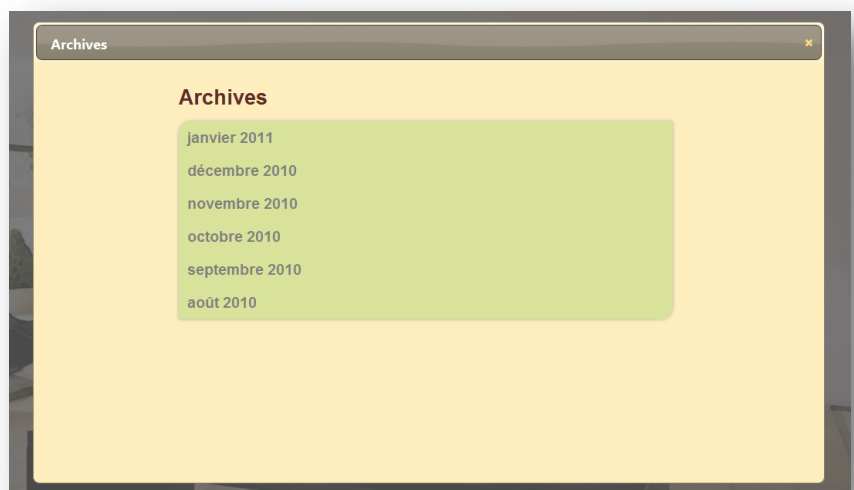 Archives
Archives
janvier 2011
décembre 2010
novembre 2010
octobre 2010
septembre 2010
août 2010